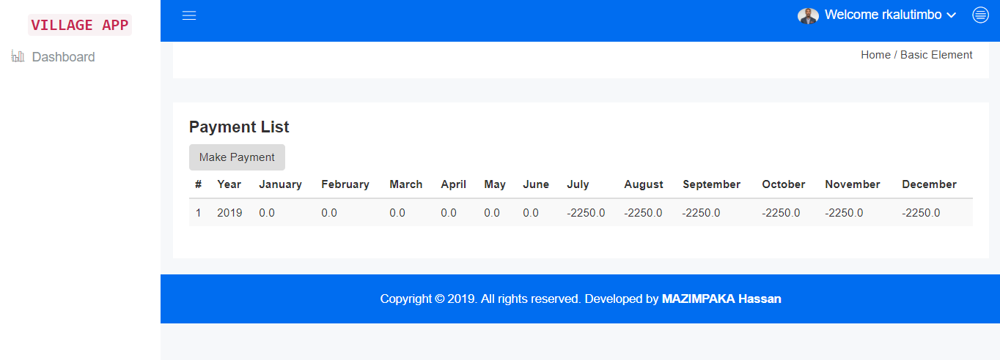 VILLAGE APP
Welcome rkalutimbo
Dashboard
Home / Basic Element
Payment List
Make Payment
# Year January February March April May June July August September October November December
1 2019 0.0 0.0 0.0 0.0 0.0 0.0 -2250.0 -2250.0 -2250.0 -2250.0 -2250.0 -2250.0
Copyright © 2019. All rights reserved. Developed by MAZIMPAKA Hassan